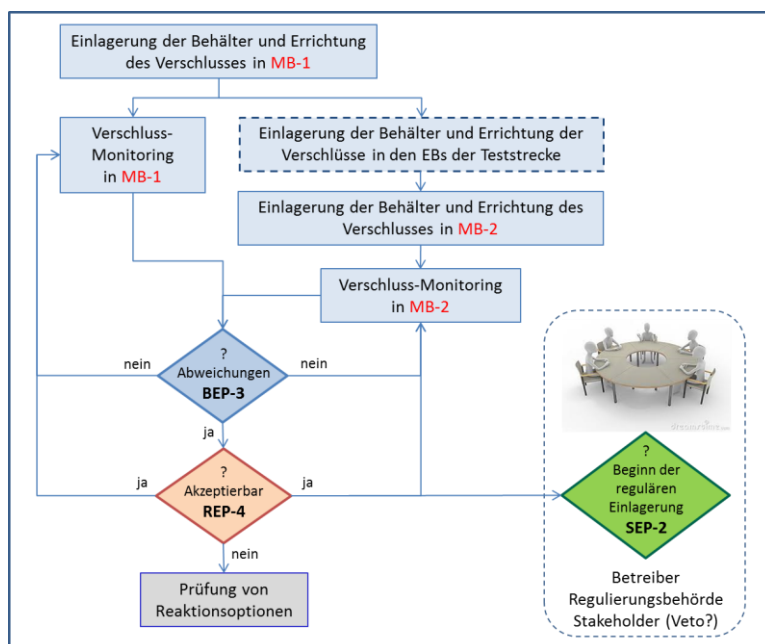 Einlagerung der Behälter und Errichtung
des Verschlusses in MB-1
Verschluss-
Monitoring
in MB-1
Einlagerung der Behälter und Errichtung der
Verschlüsse in den EBs der Teststrecke
Einlagerung der Behälter und Errichtung des
Verschlusses in MB-2
Verschluss-Monitoring
in MB-2
nein
?
Abweichungen
BEP-3
nein
ja
ja
?
Akzeptierbar
REP-4
ja
nein
Prüfung von
Reaktionsoptionen
?
Beginn der
regulären
Einlagerung
SEP-2
Betreiber
Regulierungsbehörde
Stakeholder (Veto?)